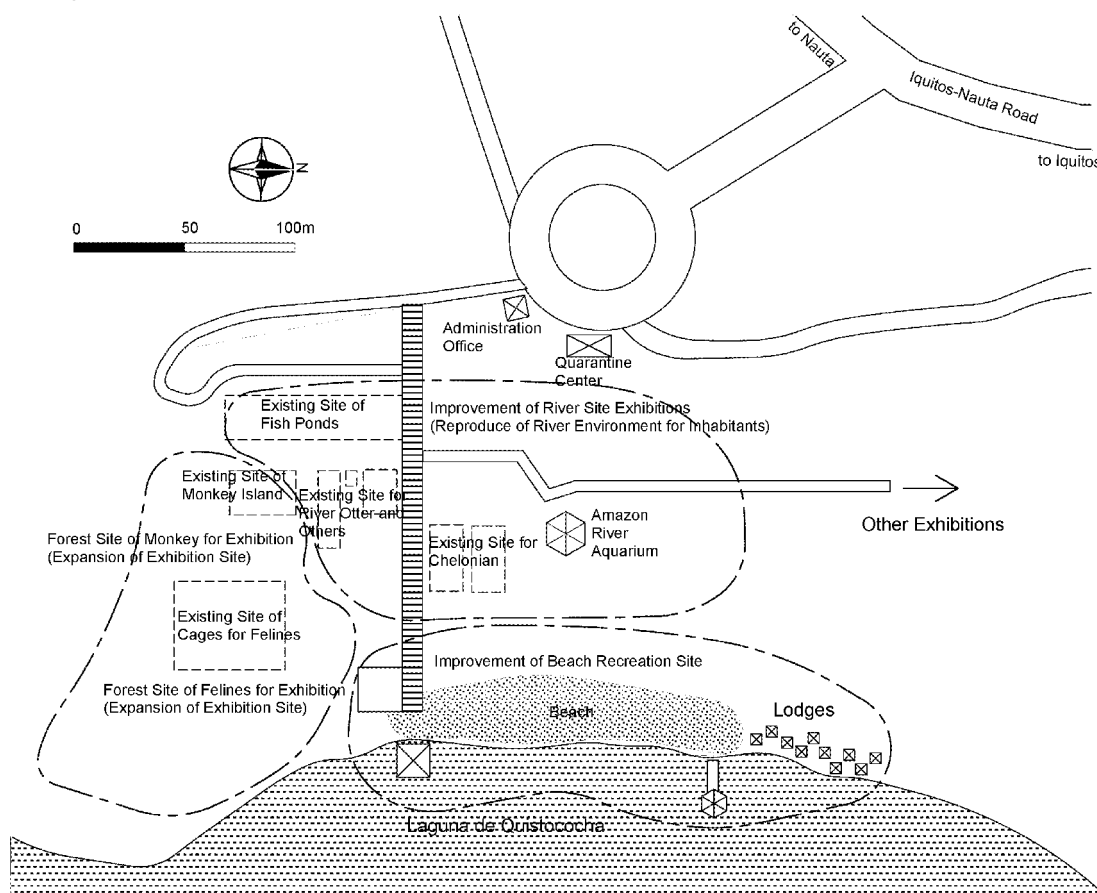 to Nauta
Iquitos-Nauta Road
to Iquitos
N
0 50 100m
Administration
Office
Quarantine
Center
Existing Site of
Fish Ponds
Improvement of River Site Exhibitions
(Reproduce of River Environment for Inhabitants)
Existing Site of
Monkey Island
Existing Site for
River Otter and
Others
Amazon
River
Aquarium
Other Exhibitions
Existing Site for
Chelonian
Forest Site of Monkey for Exhibition
(Expansion of Exhibition Site)
Existing Site of
Cages for Felines
Forest Site of Felines for Exhibition
(Expansion of Exhibition Site)
Improvement of Beach Recreation Site
Beach
Lodges
Laguna de Quistococha